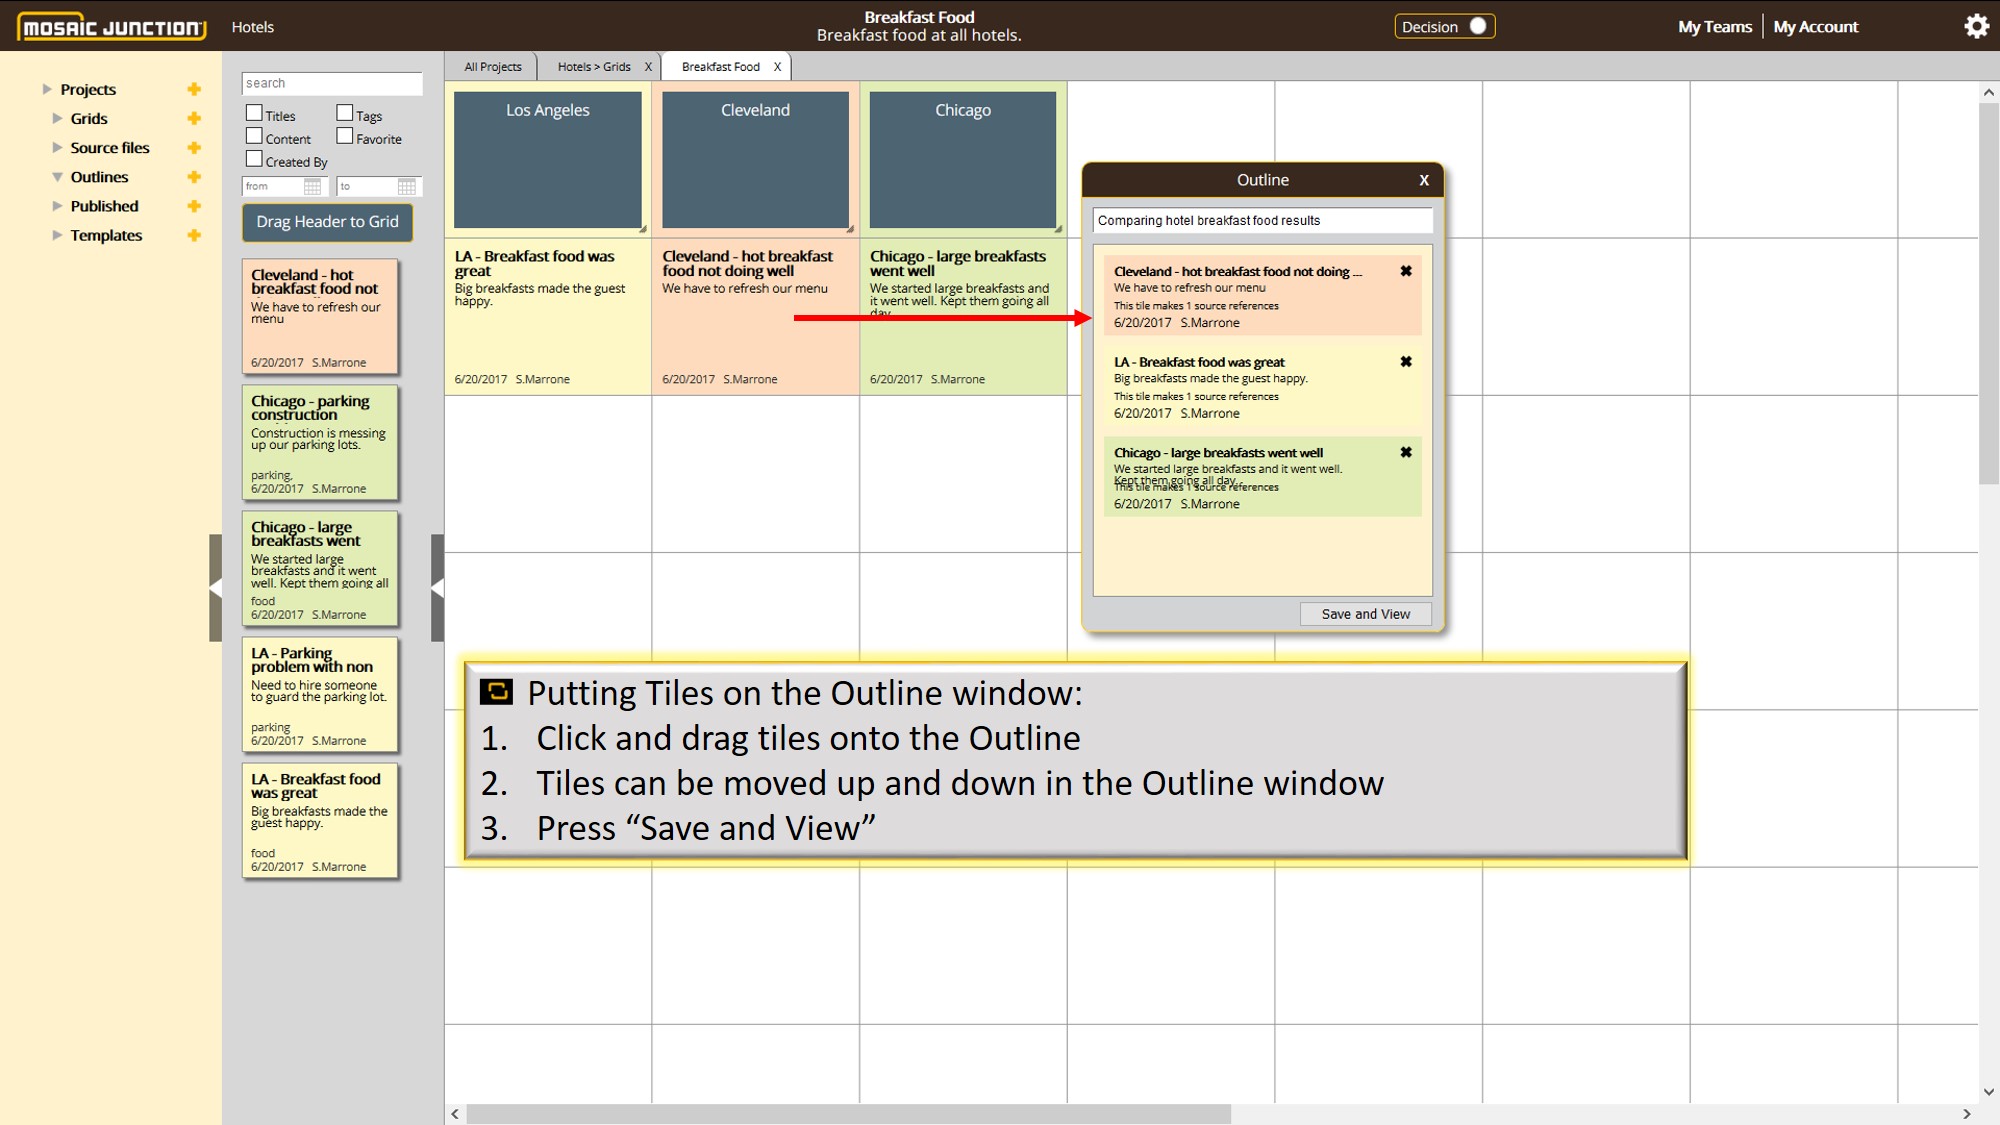 MOSAIC JUNCTION
Hotels
Breakfast Food
Breakfast food at all hotels.
Decision
My Teams
My Account
Projects
Grids
Source files
Outlines
Published
Templates
search
Titles
Tags
Content
Favorite
Created By
from
to
Drag Header to Grid
Cleveland - hot
breakfast food not
We have to refresh our
menu
6/20/2017 S.Marrone
Chicago - parking
construction
Construction is messing
up our parking lots.
parking,
6/20/2017 S.Marrone
Chicago - large
breakfasts went
We started large
breakfasts and it went
well. Kept them going all
food
6/20/2017 S.Marrone
LA - Parking
problem with non
Need to hire someone
to guard the parking lot.
parking
6/20/2017 S.Marrone
LA - Breakfast food
was great
Big breakfasts made the
guest happy.
food
6/20/2017 S.Marrone
All Projects
Hotels > Grids X
Breakfast Food X
Los Angeles
Cleveland
Chicago
LA - Breakfast food was
great
Big breakfasts made the guest
happy.
6/20/2017 S.Marrone
Cleveland - hot breakfast
food not doing well
We have to refresh our menu
6/20/2017 S.Marrone
Chicago - large breakfasts
went well
We started large breakfasts and
it went well. Kept them going all
day.
6/20/2017 S.Marrone
Outline X
Comparing hotel breakfast food results
Cleveland - hot breakfast food not doing ...
We have to refresh our menu
This tile makes 1 source references
6/20/2017 S.Marrone
LA - Breakfast food was great
Big breakfasts made the guest happy.
This tile makes 1 source references
6/20/2017 S.Marrone
Chicago - large breakfasts went well
We started large breakfasts and it went well.
Kept them going all day.
This tile makes 1 source references
6/20/2017 S.Marrone
Save and View
Putting Tiles on the Outline window:
1. Click and drag tiles onto the Outline
2. Tiles can be moved up and down in the Outline window
3. Press “Save and View”